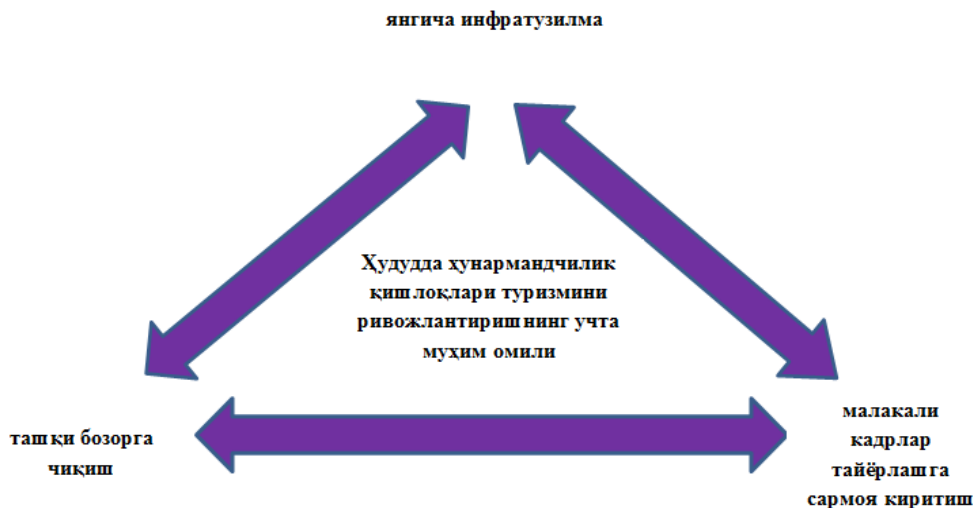 янгича инфратузилма
Ҳудудда ҳунармандчилик
қишлоқлари туризмини
ривожлантиришнинг учта
муҳим омили
ташқи бозорга
чиқиш
малакали
кадрлар
тайёрлашга
сармоя киритиш